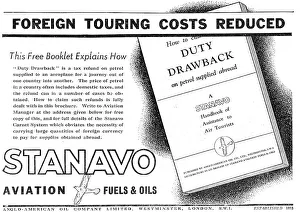 FOREIGN TOURING COSTS REDUCED
This Free Booklet Explains How
"Duty Drawback" is a tax refund on petrol
supplied to an aeroplane for a journey out of
one country into another. The price of petrol
in a country often includes domestic taxes, and
the refund can in a number of cases be ob-
tained. How to claim such refunds is fully
dealt with in this brochure. Write to Aviation
Manager at address given below for free copy
of this, and for full details of the Stanavo
Carnet System which obviates the necessity of
carrying large quantities of foreign currency
to pay for supplies obtained abroad.
STANAVO
AVIATION FUELS & OILS
How to
DUTY
DRAWBACK
on petrol supplied abroad
A
STANAVO
Handbook of
Assistance to
Air Tourists
ANGLO-AMERICAN OIL COMPANY LIMITED, WESTMINSTER, LONDON, S.W.1.
ESTABLISHED